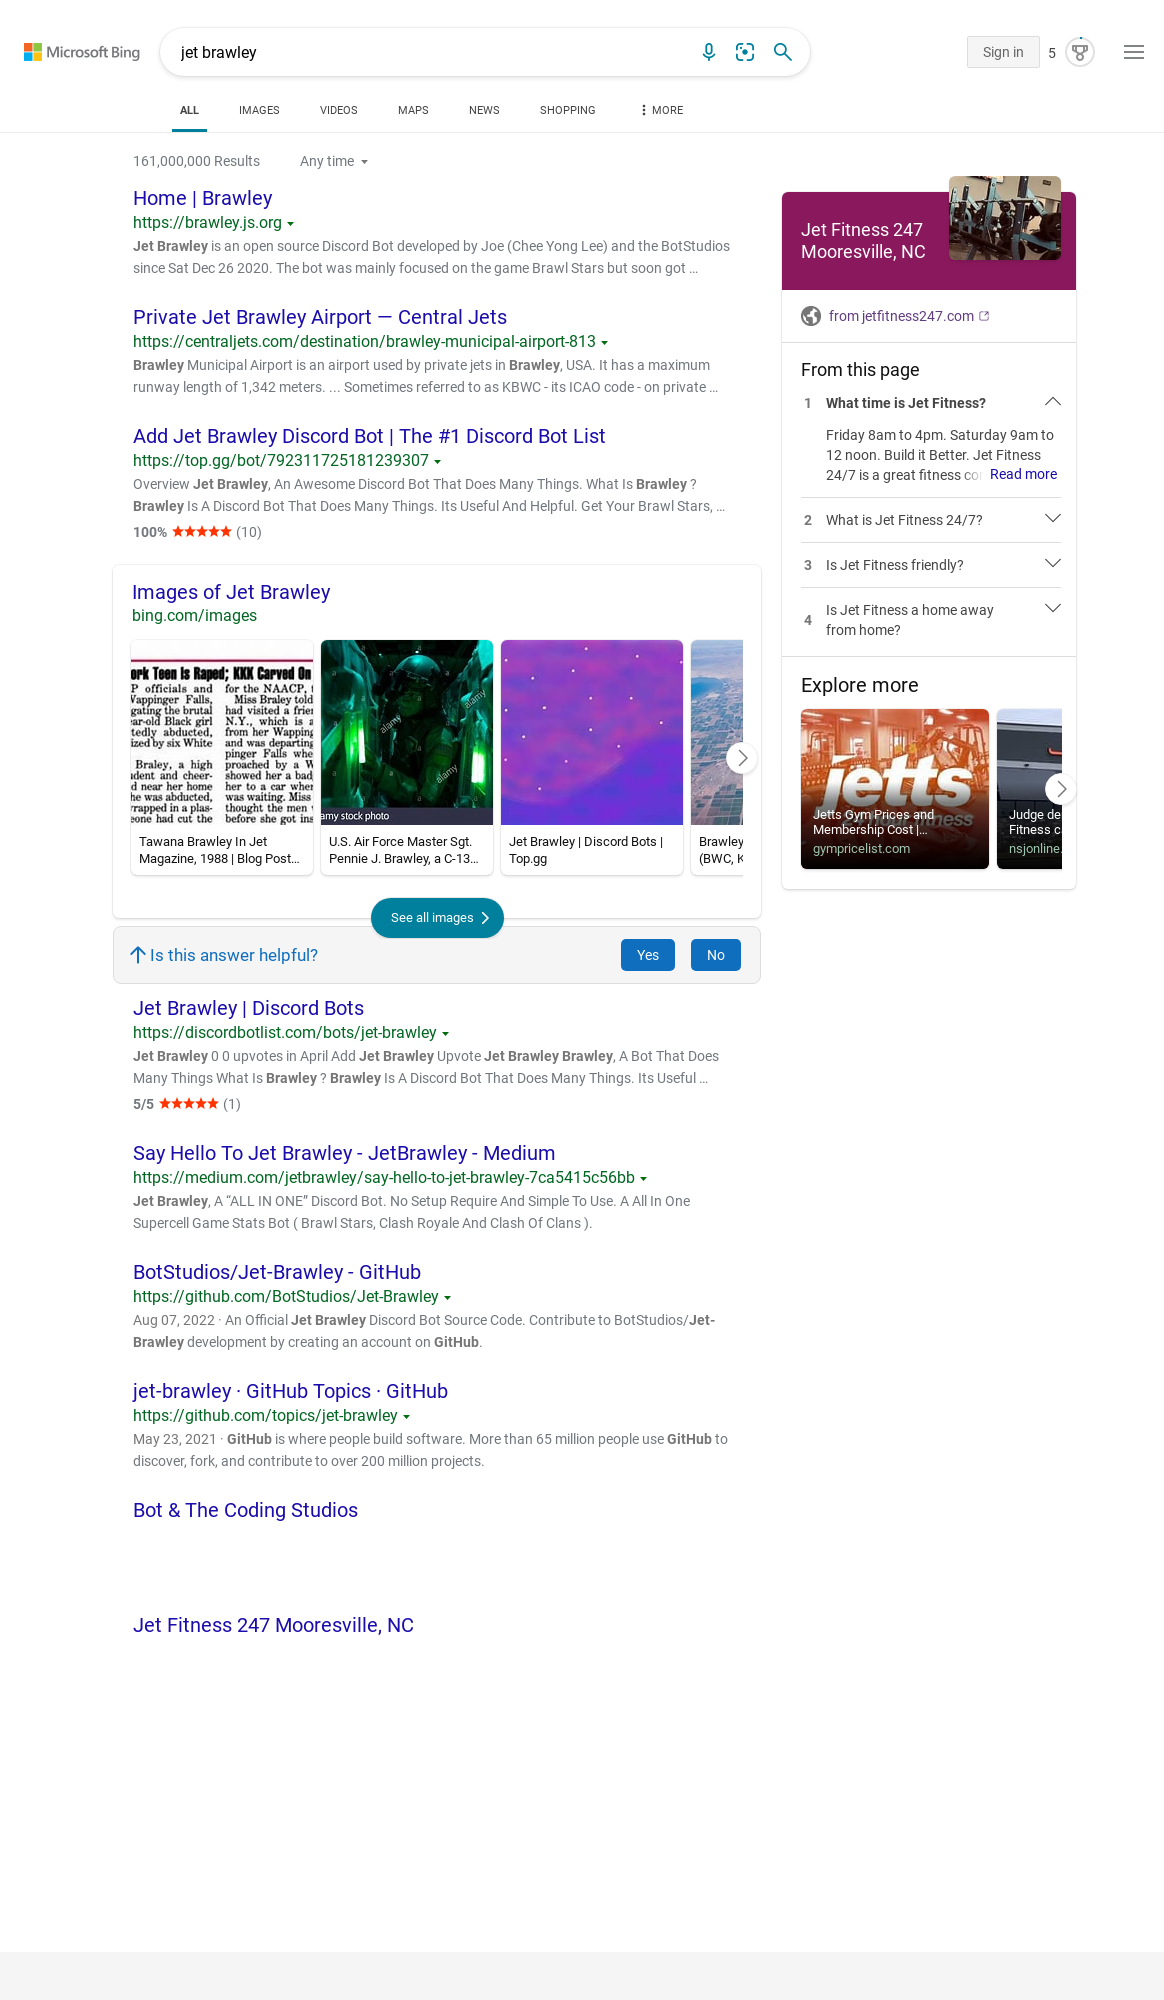 Microsoft Bing
jet brawley
Sign in
5
ALL
IMAGES
VIDEOS
MAPS
NEWS
SHOPPING
MORE
161,000,000 Results
Any time
Home | Brawley
https://brawley.js.org
Jet Brawley is an open source Discord Bot developed by Joe (Chee Yong Lee) and the BotStudios
since Sat Dec 26 2020. The bot was mainly focused on the game Brawl Stars but soon got …
Private Jet Brawley Airport — Central Jets
https://centraljets.com/destination/brawley-municipal-airport-813
Brawley Municipal Airport is an airport used by private jets in Brawley, USA. It has a maximum
runway length of 1,342 meters. ... Sometimes referred to as KBWC - its ICAO code - on private …
Add Jet Brawley Discord Bot | The #1 Discord Bot List
https://top.gg/bot/792311725181239307
Overview Jet Brawley, An Awesome Discord Bot That Does Many Things. What Is Brawley ?
Brawley Is A Discord Bot That Does Many Things. Its Useful And Helpful. Get Your Brawl Stars, …
100% (10)
Images of Jet Brawley
bing.com/images
ork Teen Is Raped; KKK Carved On
P officials and
Wappinger Falls,
gating the brutal
ar-old Black girl
tedly abducted,
ized by six White
Braley, a high
dent and cheer-
d near her home
he was abducted,
rapped in a plas-
eone had cut the
for the NAACP,
Miss Braley told
had visited a frien
N.Y., which is a
from her Wapping
and was departing
pinger Falls whe
proached by a W
showed her a bad
her to a car when
was waiting. Miss
thought the men
before she got ins
Tawana Brawley In Jet
Magazine, 1988 | Blog Post…
alamy
alamy
alamy
a
a
a
a
amy stock photo
U.S. Air Force Master Sgt.
Pennie J. Brawley, a C-13…
Jet Brawley | Discord Bots |
Top.gg
Brawley
(BWC, K
See all images
Is this answer helpful?
Yes
No
Jet Brawley | Discord Bots
https://discordbotlist.com/bots/jet-brawley
Jet Brawley 0 0 upvotes in April Add Jet Brawley Upvote Jet Brawley Brawley, A Bot That Does
Many Things What Is Brawley ? Brawley Is A Discord Bot That Does Many Things. Its Useful …
5/5 (1)
Say Hello To Jet Brawley - JetBrawley - Medium
https://medium.com/jetbrawley/say-hello-to-jet-brawley-7ca5415c56bb
Jet Brawley, A “ALL IN ONE” Discord Bot. No Setup Require And Simple To Use. A All In One
Supercell Game Stats Bot ( Brawl Stars, Clash Royale And Clash Of Clans ).
BotStudios/Jet-Brawley - GitHub
https://github.com/BotStudios/Jet-Brawley
Aug 07, 2022 · An Official Jet Brawley Discord Bot Source Code. Contribute to BotStudios/Jet-
Brawley development by creating an account on GitHub.
jet-brawley · GitHub Topics · GitHub
https://github.com/topics/jet-brawley
May 23, 2021 · GitHub is where people build software. More than 65 million people use GitHub to
discover, fork, and contribute to over 200 million projects.
Bot & The Coding Studios
Jet Fitness 247 Mooresville, NC
Jet Fitness 247
Mooresville, NC
from jetfitness247.com
From this page
1 What time is Jet Fitness?
Friday 8am to 4pm. Saturday 9am to
12 noon. Build it Better. Jet Fitness
24/7 is a great fitness co Read more
2 What is Jet Fitness 24/7?
3 Is Jet Fitness friendly?
4 Is Jet Fitness a home away
from home?
Explore more
jetts
24 hour fitness
Jetts Gym Prices and
Membership Cost |…
gympricelist.com
Judge de
Fitness c
nsjonline.